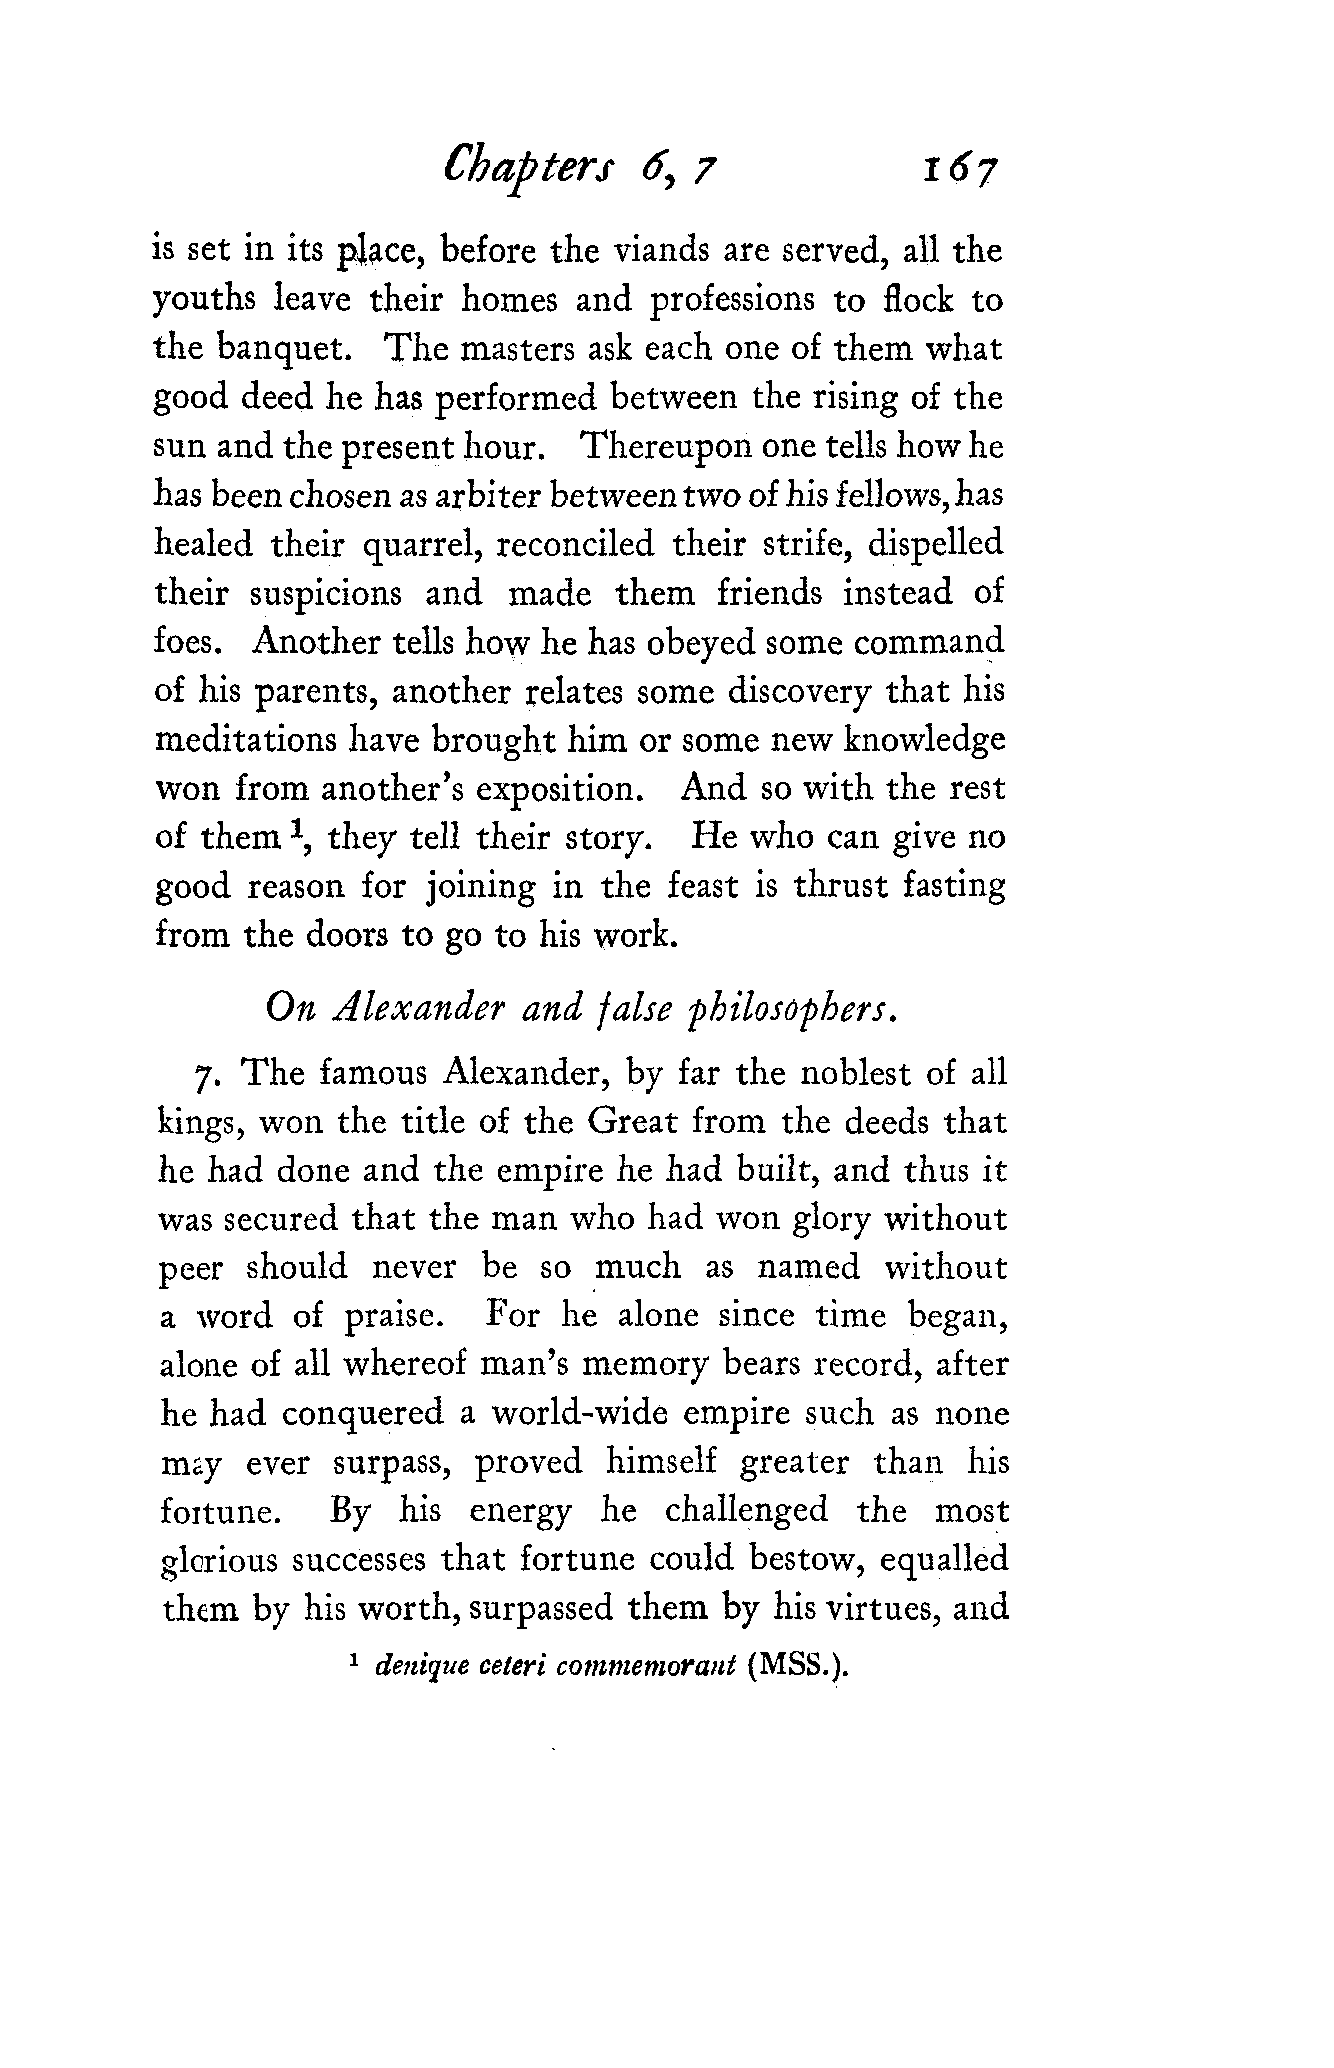 Chapters 6, 7 167
is set in its place, before the viands are served, all the
youths leave their homes and professions to flock to
the banquet. The masters ask each one of them what
good deed he has performed between the rising of the
sun and the present hour. Thereupon one tells how he
has been chosen as arbiter between two of his fellows, has
healed their quarrel, reconciled their strife, dispelled
their suspicions and made them friends instead of
foes. Another tells how he has obeyed some command
of his parents, another relates some discovery that his
meditations have brought him or some new knowledge
won from another's exposition. And so with the rest
of them ¹, they tell their story. He who can give no
good reason for joining in the feast is thrust fasting
from the doors to go to his work.
On Alexander and false philosophers.
7. The famous Alexander, by far the noblest of all
kings, won the title of the Great from the deeds that
he had done and the empire he had built, and thus it
was secured that the man who had won glory without
peer should never be so much as named without
a word of praise. For he alone since time began,
alone of all whereof man's memory bears record, after
he had conquered a world-wide empire such as none
may ever surpass, proved himself greater than his
fortune. By his energy he challenged the most
glorious successes that fortune could bestow, equalled
them by his worth, surpassed them by his virtues, and
¹ denique ceteri commemorant (MSS.).